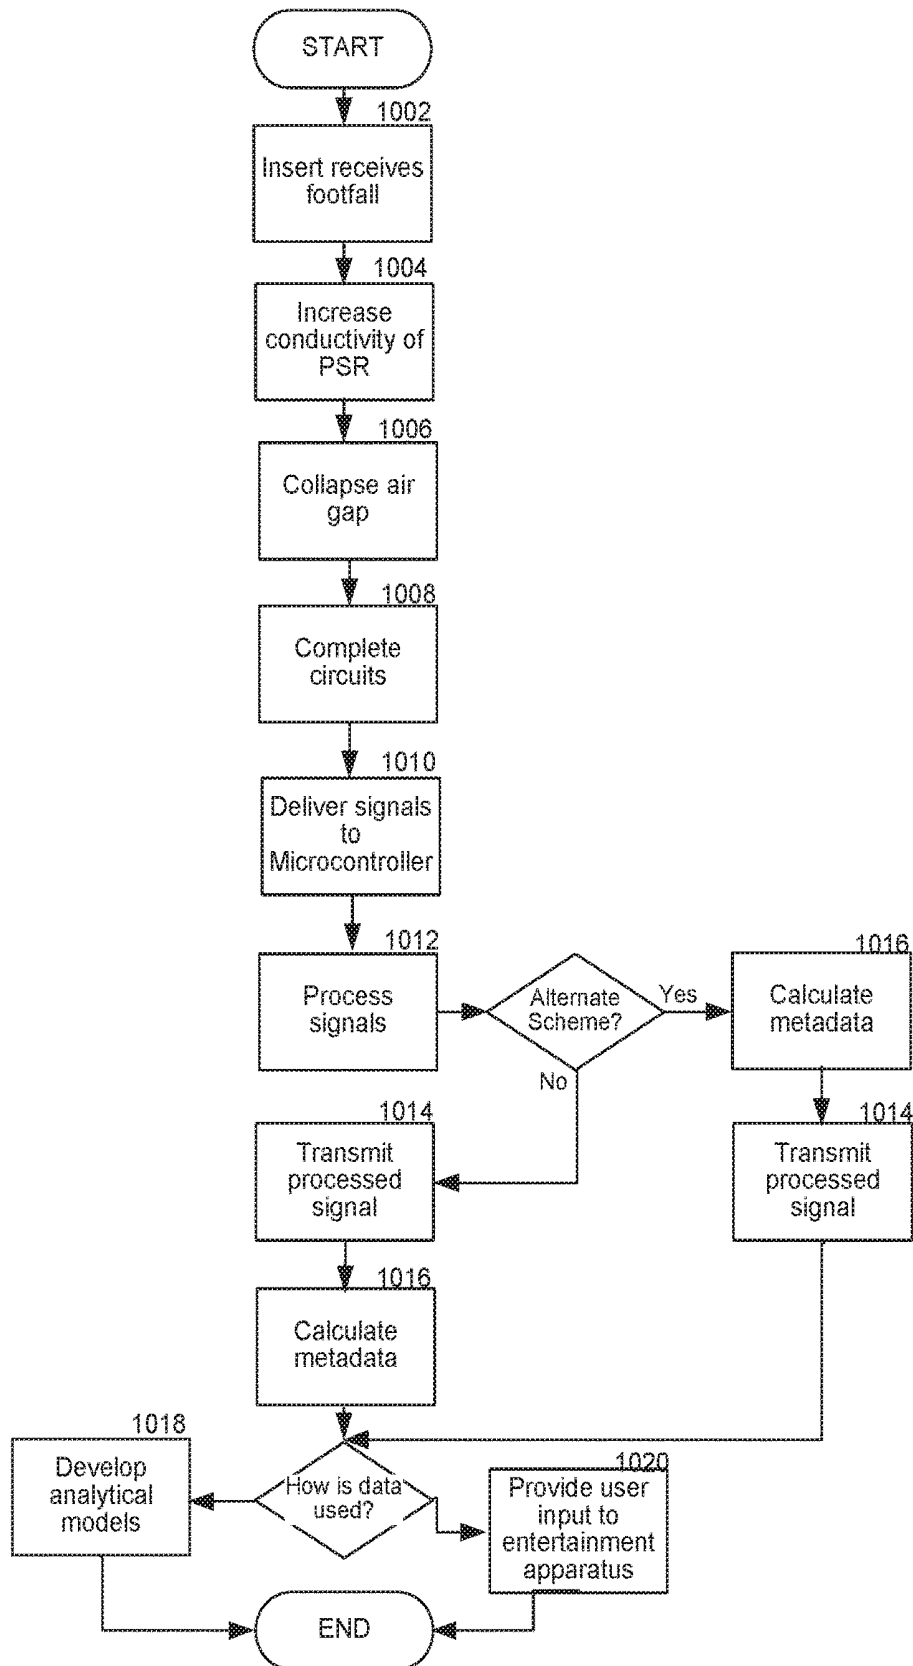 START
1002
Insert receives
footfall
1004
Increase
conductivity of
PSR
1006
Collapse air
gap
1008
Complete
circuits
1010
Deliver signals
to
Microcontroller
1012
Process
signals
Alternate
Scheme?
Yes
No
1016
Calculate
metadata
1014
Transmit
processed
signal
1014
Transmit
processed
signal
1016
Calculate
metadata
1018
Develop
analytical
models
How is data
used?
1020
Provide user
input to
entertainment
apparatus
END